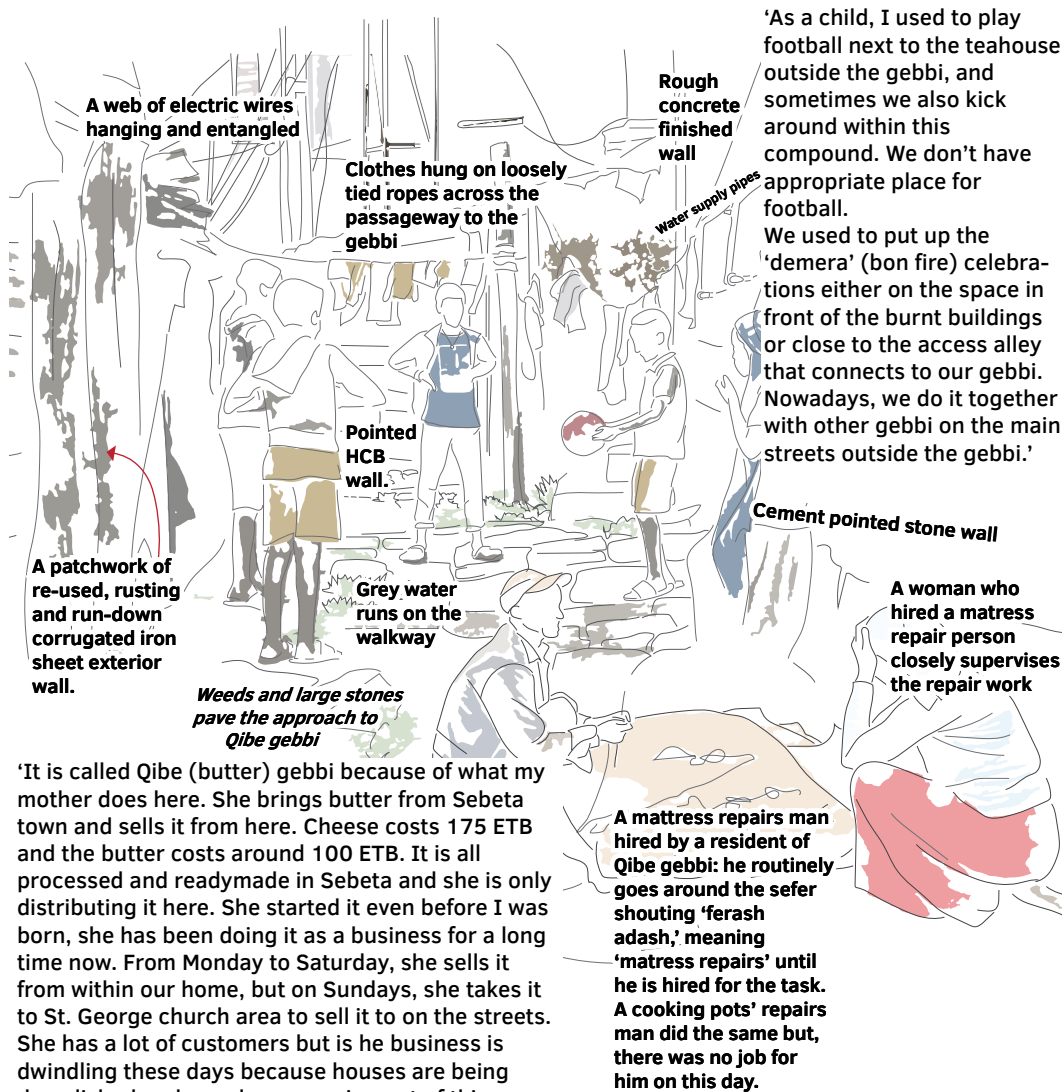 A web of electric wires
hanging and entangled
Clothes hung on loosely
tied ropes across the
passageway to the
gebbi
Rough
concrete
finished
wall
Water supply pipes
‘As a child, I used to play
football next to the teahouse
outside the gebbi, and
sometimes we also kick
around within this
compound. We don’t have
appropriate place for
football.
We used to put up the
‘demera’ (bon fire) celebra-
tions either on the space in
front of the burnt buildings
or close to the access alley
that connects to our gebbi.
Nowadays, we do it together
with other gebbi on the main
streets outside the gebbi.’
Pointed
HCB
wall.
Cement pointed stone wall
A patchwork of
re-used, rusting
and run-down
corrugated iron
sheet exterior
wall.
Grey water
runs on the
walkway
A woman who
hired a matress
repair person
closely supervises
the repair work
Weeds and large stones
pave the approach to
Qibe gebbi
‘It is called Qibe (butter) gebbi because of what my
mother does here. She brings butter from Sebeta
town and sells it from here. Cheese costs 175 ETB
and the butter costs around 100 ETB. It is all
processed and readymade in Sebeta and she is only
distributing it here. She started it even before I was
born, she has been doing it as a business for a long
time now. From Monday to Saturday, she sells it
from within our home, but on Sundays, she takes it
to St. George church area to sell it to on the streets.
She has a lot of customers but is he business is
dwindling these days because houses are being
A mattress repairs man
hired by a resident of
Qibe gebbi: he routinely
goes around the sefer
shouting ‘ferash
adash,’ meaning
‘matress repairs’ until
he is hired for the task.
A cooking pots’ repairs
man did the same but,
there was no job for
him on this day.